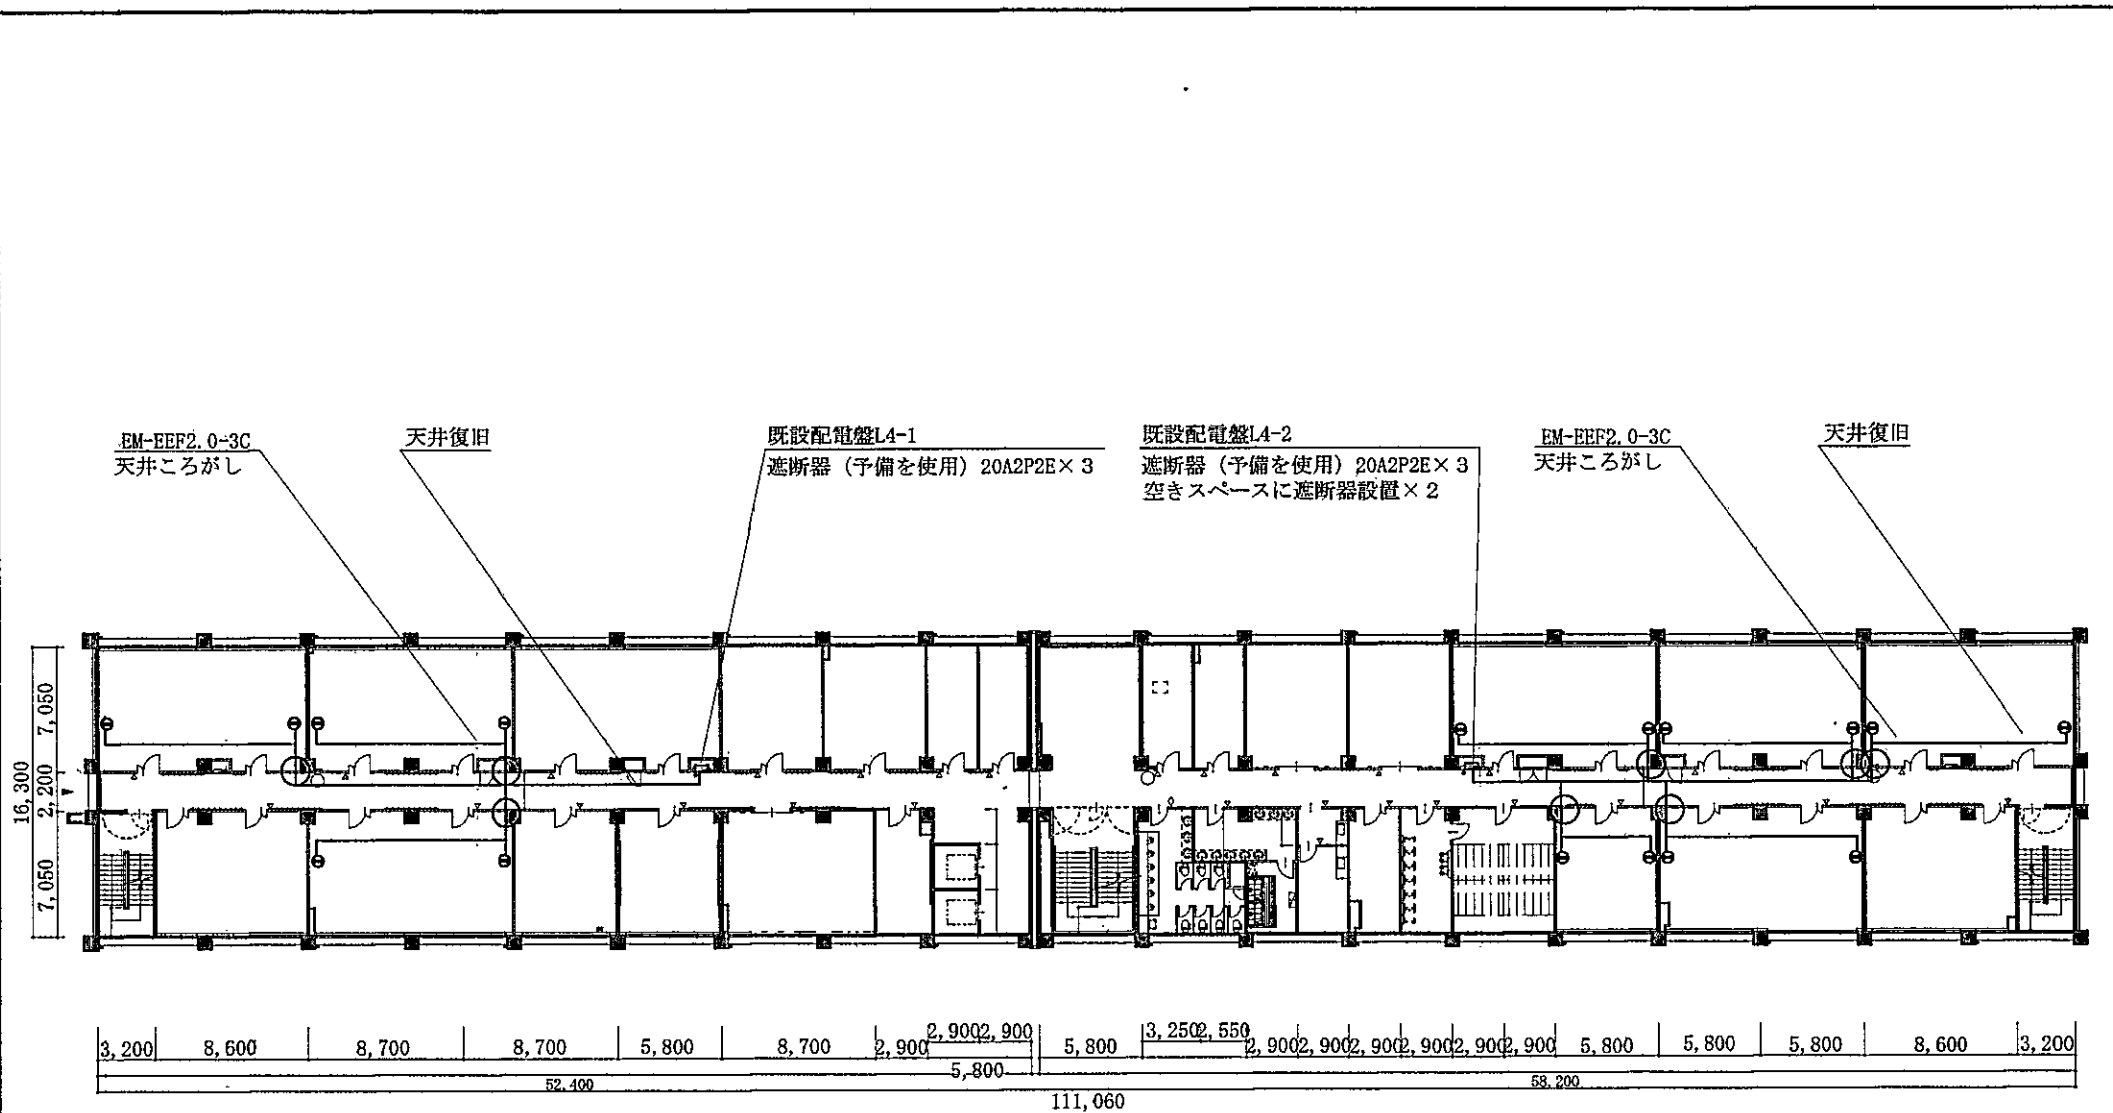 EM-EEF2.0-3C
天井ころがし
天井復旧
既設配電盤L4-1
遮断器（予備を使用）20A2P2E×３
既設配電盤L4-2
遮断器（予備を使用）20A2P2E×３
空きスペースに遮断器設置×２
EM-EEF2.0-3C
天井ころがし
天井復旧
16,300
7,050
2,200
7,050
3,200
8,600
8,700
8,700
5,800
8,700
2,900
2,900
2,900
5,800
5,800
3,250
2,550
2,900
2,900
2,900
2,900
2,900
2,900
5,800
5,800
5,800
8,600
3,200
52,400
58,200
111,060